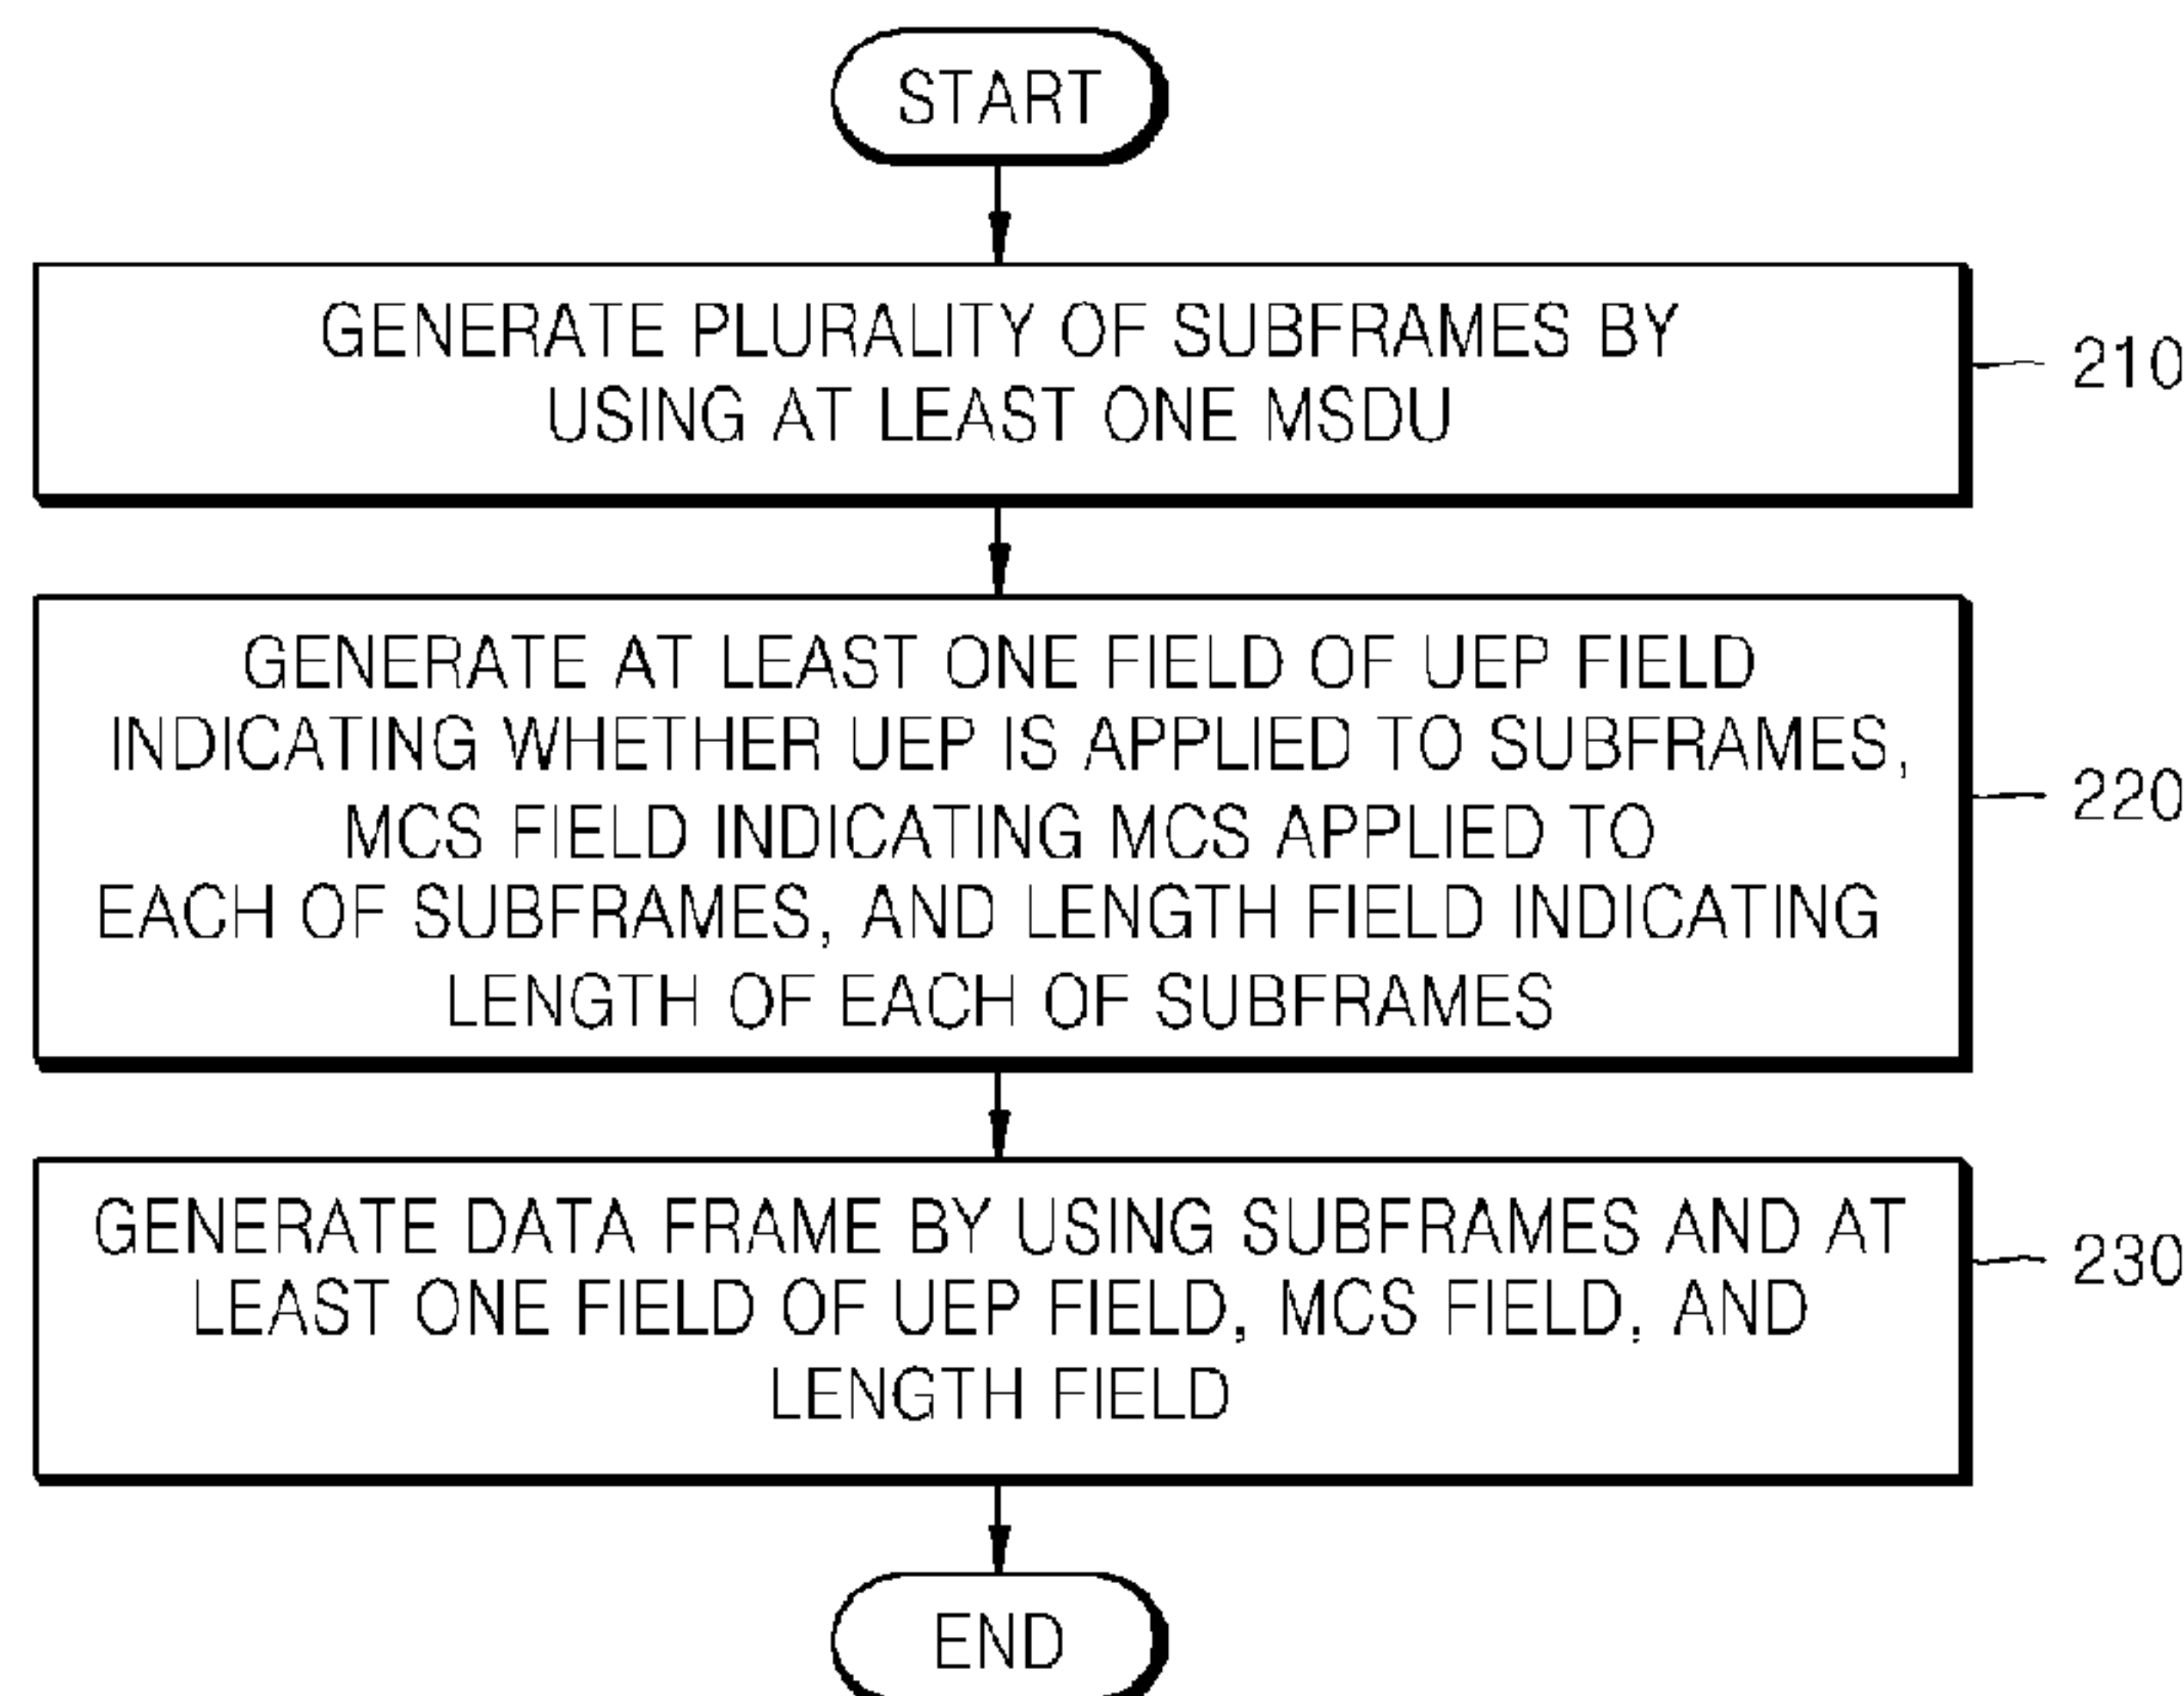 START
GENERATE PLURALITY OF SUBFRAMES BY
USING AT LEAST ONE MSDU
210
GENERATE AT LEAST ONE FIELD OF UEP FIELD
INDICATING WHETHER UEP IS APPLIED TO SUBFRAMES,
MCS FIELD INDICATING MCS APPLIED TO
EACH OF SUBFRAMES, AND LENGTH FIELD INDICATING
LENGTH OF EACH OF SUBFRAMES
220
GENERATE DATA FRAME BY USING SUBFRAMES AND AT
LEAST ONE FIELD OF UEP FIELD, MCS FIELD, AND
LENGTH FIELD
230
END